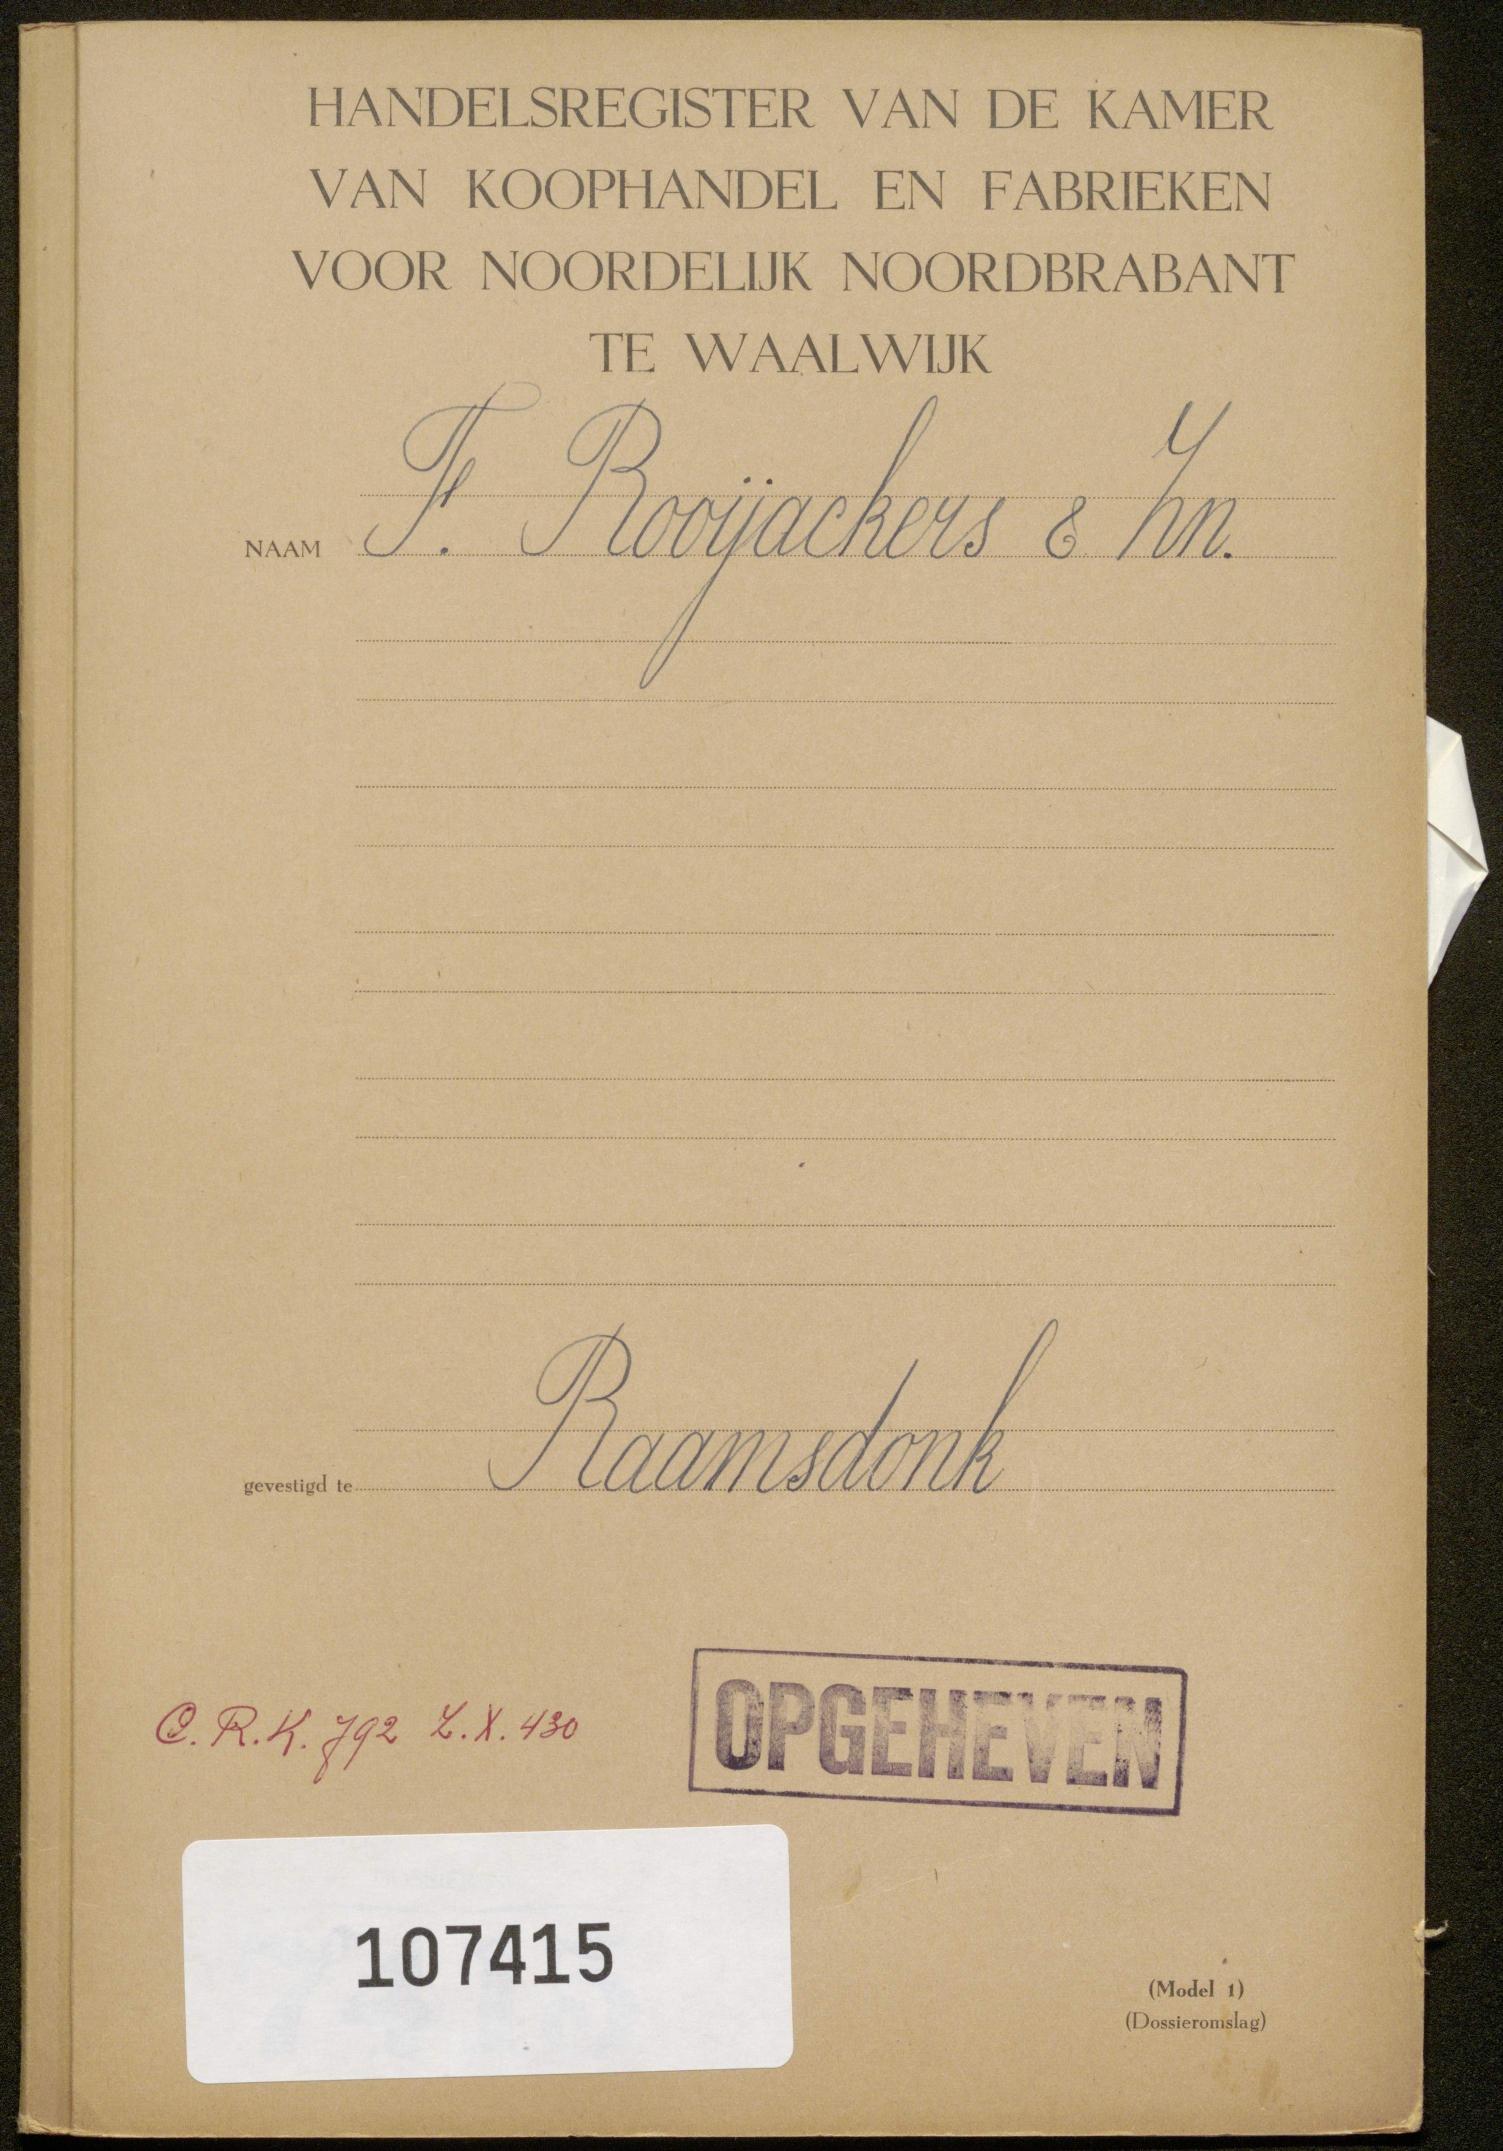 HANDELSREGISTER VAN DE KAMER
VAN KOOPHANDEL EN FABRIEKEN
VOOR NOORDELIJK NOORDBRABANT
TE WAALWIJK
NAAM F. Rooijackers & Zn.
gevestigd te Raamsdonk
C.R.K. 792 L.X. 430
OPGEHEVEN
107415
(Model 1)
(Dossieromslag)